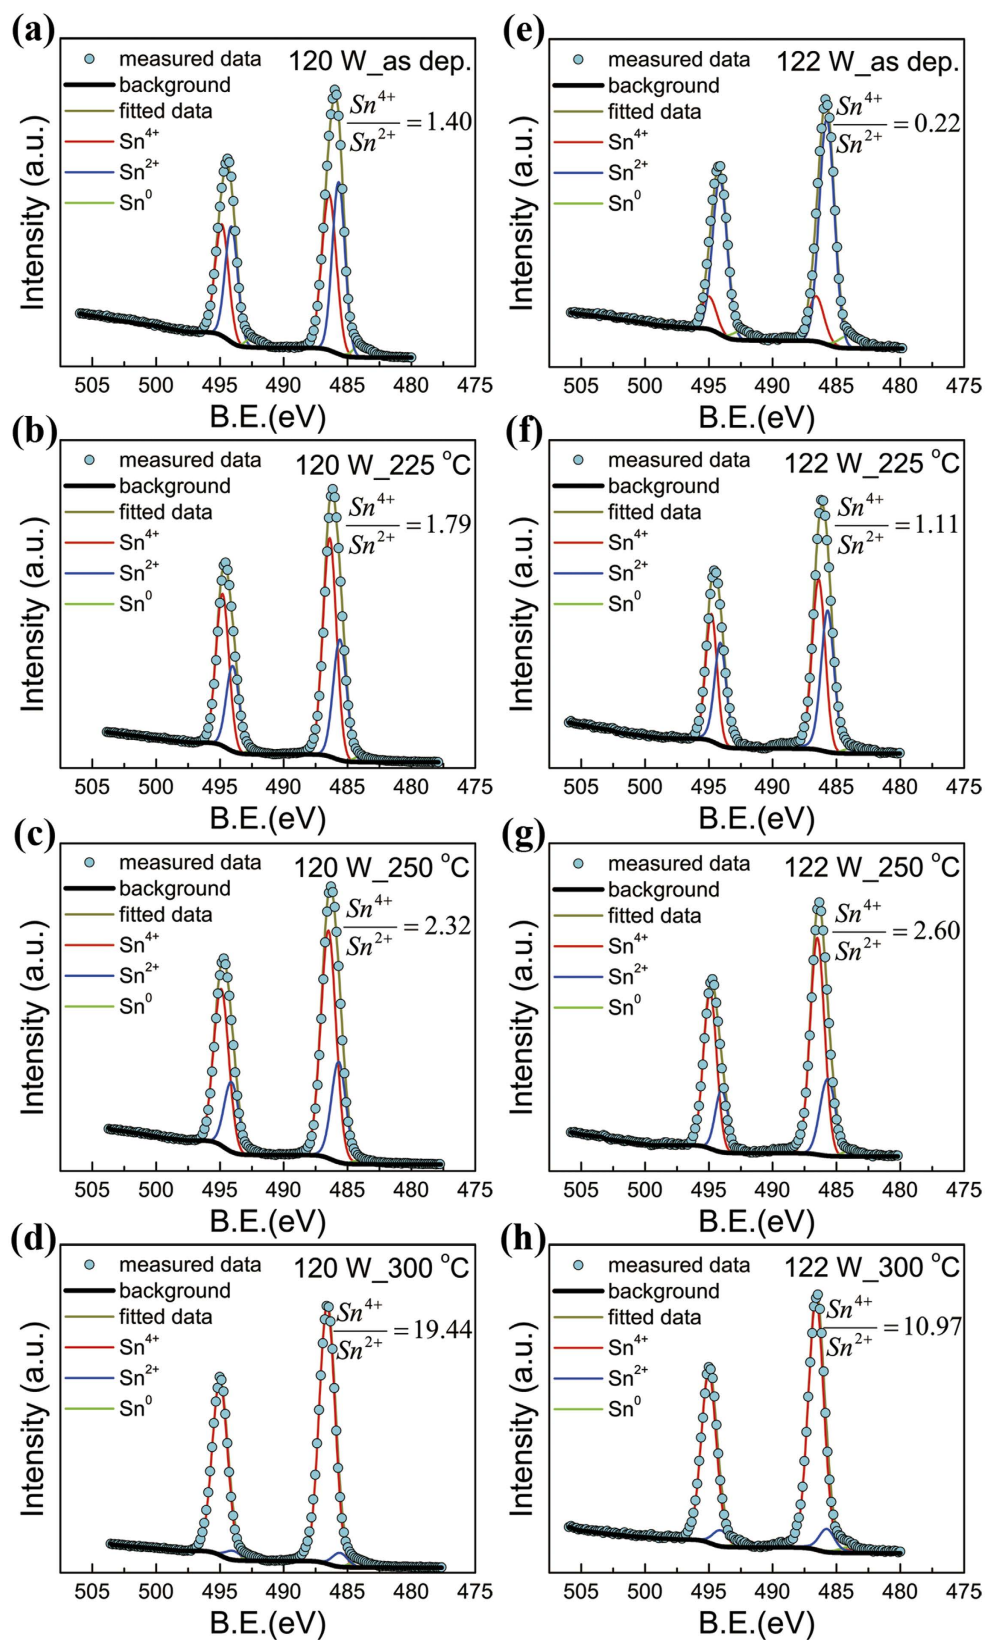 (a)
measured data
120 W_as dep.
background
fitted data
Sn⁴⁺/Sn²⁺ = 1.40
Sn⁴⁺
Sn²⁺
Sn⁰
Intensity (a.u.)
505 500 495 490 485 480 475
B.E.(eV)
(e)
measured data
122 W_as dep.
background
fitted data
Sn⁴⁺/Sn²⁺ = 0.22
Sn⁴⁺
Sn²⁺
Sn⁰
Intensity (a.u.)
505 500 495 490 485 480 475
B.E.(eV)
(b)
measured data
120 W_225 °C
background
fitted data
Sn⁴⁺/Sn²⁺ = 1.79
Sn⁴⁺
Sn²⁺
Sn⁰
Intensity (a.u.)
505 500 495 490 485 480 475
B.E.(eV)
(f)
measured data
122 W_225 °C
background
fitted data
Sn⁴⁺/Sn²⁺ = 1.11
Sn⁴⁺
Sn²⁺
Sn⁰
Intensity (a.u.)
505 500 495 490 485 480 475
B.E.(eV)
(c)
measured data
120 W_250 °C
background
fitted data
Sn⁴⁺/Sn²⁺ = 2.32
Sn⁴⁺
Sn²⁺
Sn⁰
Intensity (a.u.)
505 500 495 490 485 480 475
B.E.(eV)
(g)
measured data
122 W_250 °C
background
fitted data
Sn⁴⁺/Sn²⁺ = 2.60
Sn⁴⁺
Sn²⁺
Sn⁰
Intensity (a.u.)
505 500 495 490 485 480 475
B.E.(eV)
(d)
measured data
120 W_300 °C
background
fitted data
Sn⁴⁺/Sn²⁺ = 19.44
Sn⁴⁺
Sn²⁺
Sn⁰
Intensity (a.u.)
505 500 495 490 485 480 475
B.E.(eV)
(h)
measured data
122 W_300 °C
background
fitted data
Sn⁴⁺/Sn²⁺ = 10.97
Sn⁴⁺
Sn²⁺
Sn⁰
Intensity (a.u.)
505 500 495 490 485 480 475
B.E.(eV)